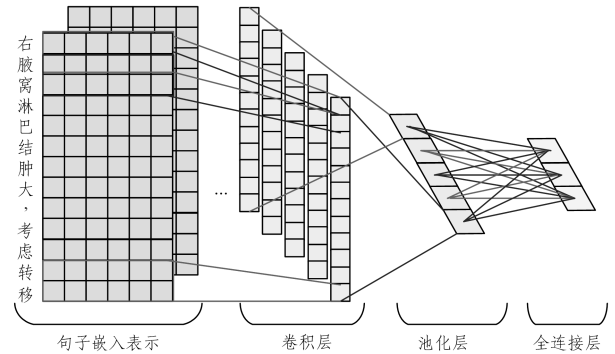 右腋窝淋巴结肿大，考虑转移
...
句子嵌入表示
卷积层
池化层
全连接层